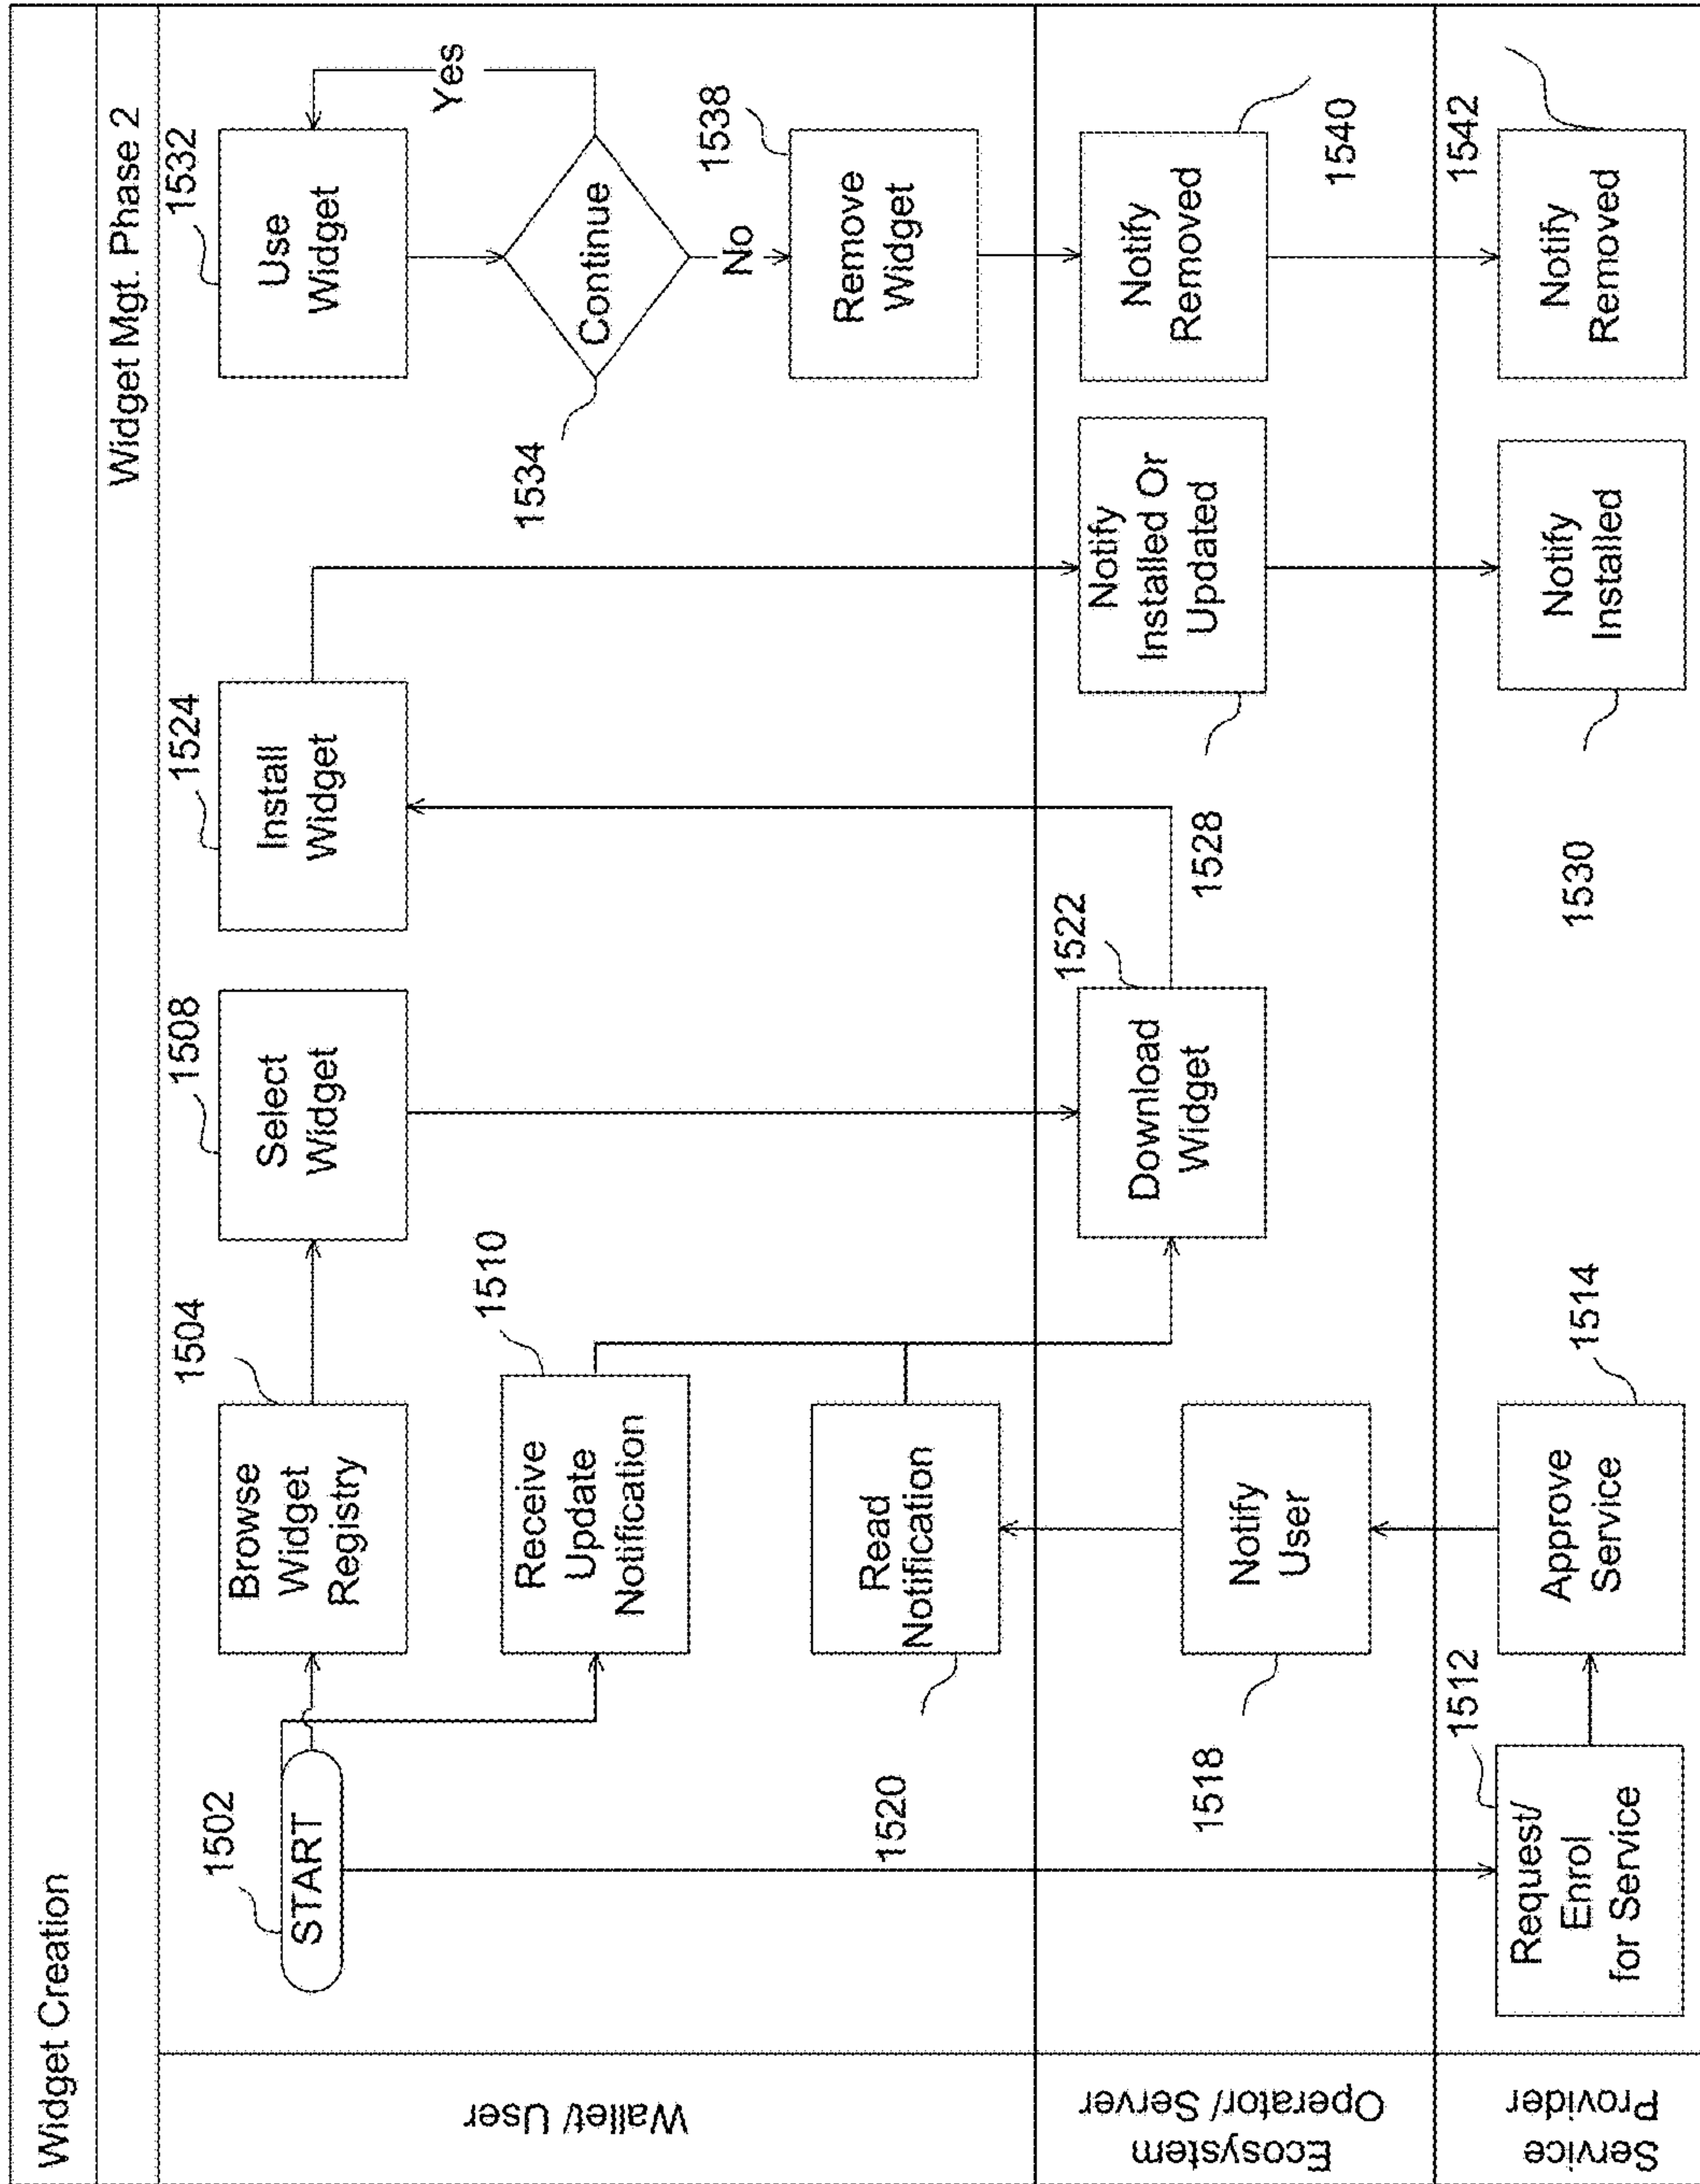 Widget Creation
Widget Mgt. Phase 2
Wallet/ User
1502
START
1504
Browse
Widget
Registry
1508
Select
Widget
1524
Install
Widget
1532
Use
Widget
Yes
1510
Receive
Update
Notification
1534
Continue
No
1520
Read
Notification
1538
Remove
Widget
Ecosystem
Operator/ Server
1518
Notify
User
1522
Download
Widget
1528
Notify
Installed Or
Updated
Notify
Removed
1540
Service
Provider
1512
Request/
Enrol
for Service
1514
Approve
Service
1530
Notify
Installed
1542
Notify
Removed